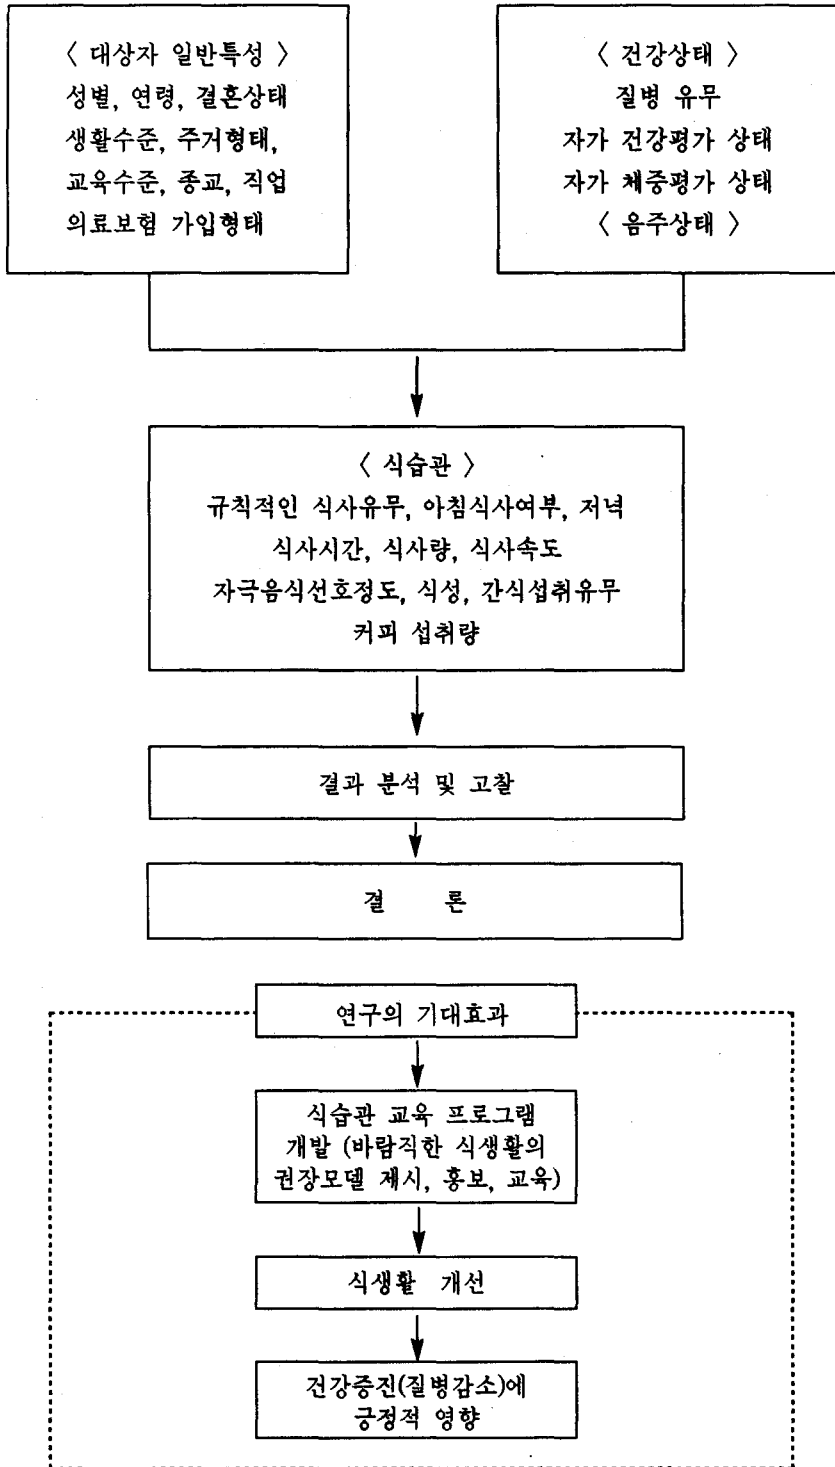 〈 대상자 일반특성 〉
성별, 연령, 결혼상태
생활수준, 주거형태,
교육수준, 종교, 직업
의료보험 가입형태
〈 건강상태 〉
질병 유무
자가 건강평가 상태
자가 체중평가 상태
〈 음주상태 〉
〈 식습관 〉
규칙적인 식사유무, 아침식사여부, 저녁
식사시간, 식사량, 식사속도
자극음식선호정도, 식성, 간식섭취유무
커피 섭취량
결과 분석 및 고찰
결 론
연구의 기대효과
식습관 교육 프로그램
개발 (바람직한 식생활의
권장모델 제시, 홍보, 교육)
식생활 개선
건강증진(질병감소)에
긍정적 영향